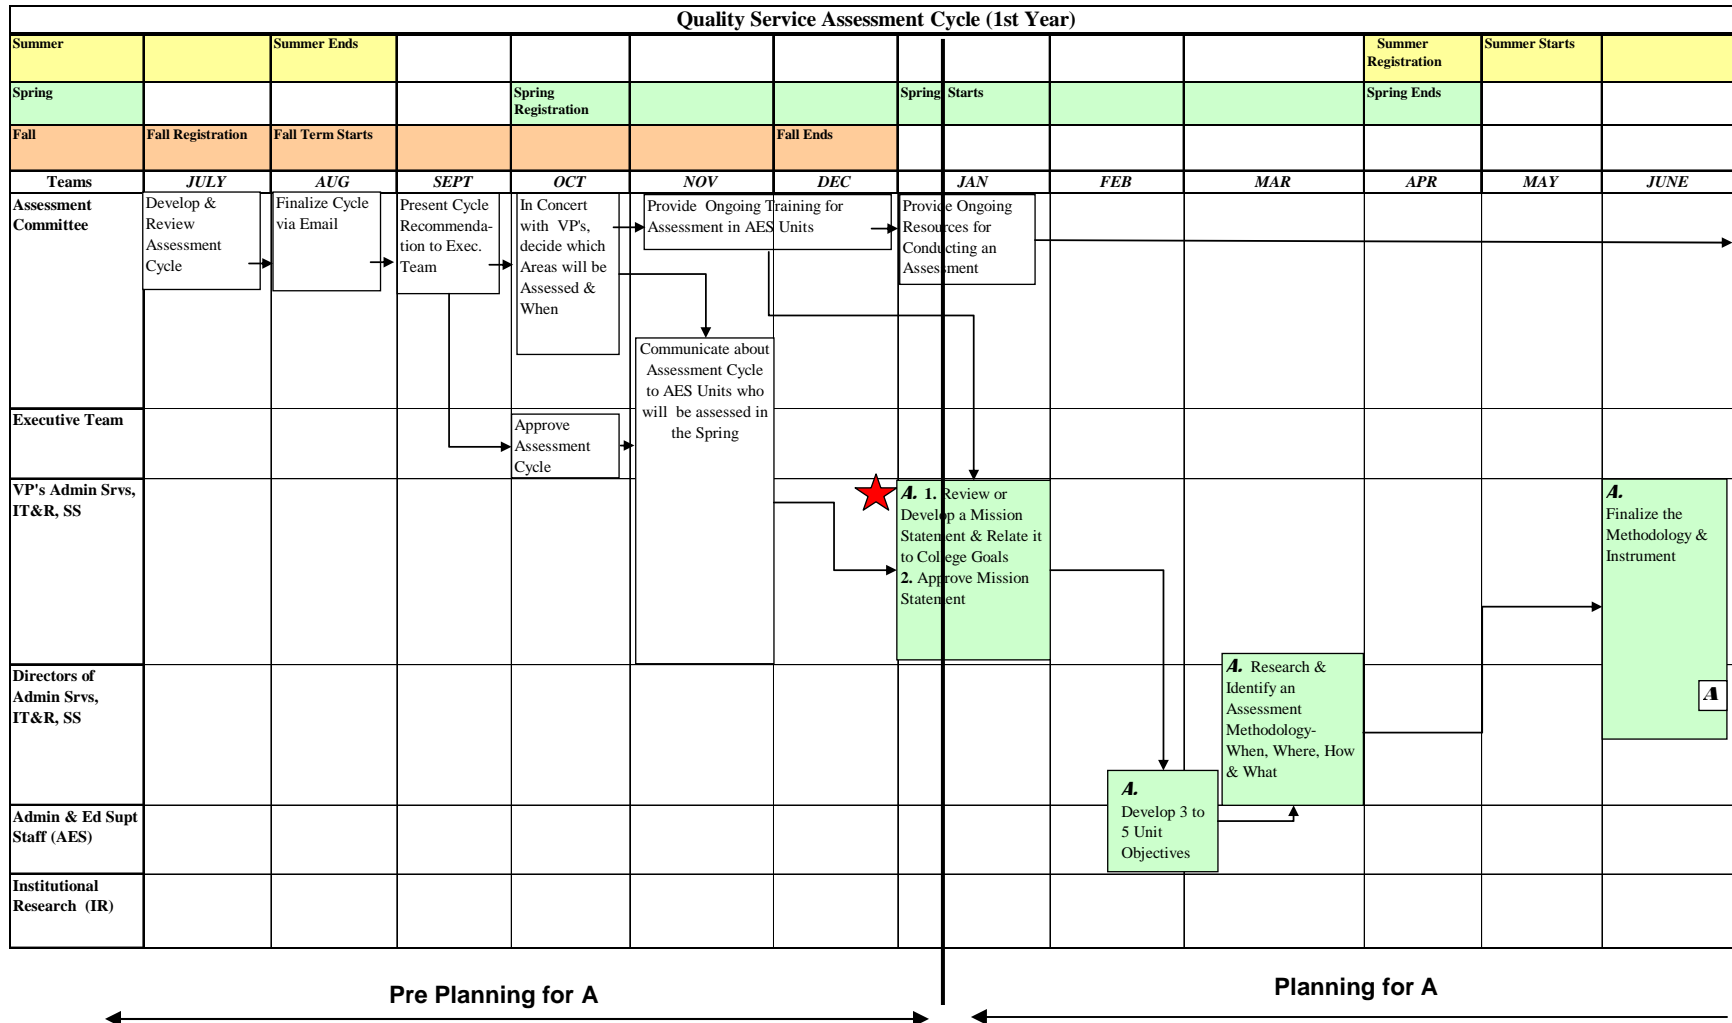 Quality Service Assessment Cycle (1st Year)
Summer
Summer Ends
Summer
Registration
Summer Starts
Spring
Spring
Registration
Spring Starts
Spring Ends
Fall
Fall Registration
Fall Term Starts
Fall Ends
Teams
JULY
AUG
SEPT
OCT
NOV
DEC
JAN
FEB
MAR
APR
MAY
JUNE
Assessment
Committee
Develop &
Review
Assessment
Cycle
Finalize Cycle
via Email
Present Cycle
Recommenda-
tion to Exec.
Team
In Concert
with VP's,
decide which
Areas will be
Assessed &
When
Provide Ongoing Training for
Assessment in AES Units
Provide Ongoing
Resources for
Conducting an
Assessment
Communicate about
Assessment Cycle
to AES Units who
will be assessed in
the Spring
Executive Team
Approve
Assessment
Cycle
VP's Admin Srvs,
IT&R, SS
A. 1. Review or
Develop a Mission
Statement & Relate it
to College Goals
2. Approve Mission
Statement
A.
Finalize the
Methodology &
Instrument
A
Directors of
Admin Srvs,
IT&R, SS
A. Research &
Identify an
Assessment
Methodology-
When, Where, How
& What
A.
Develop 3 to
5 Unit
Objectives
Admin & Ed Supt
Staff (AES)
Institutional
Research (IR)
Pre Planning for A
Planning for A